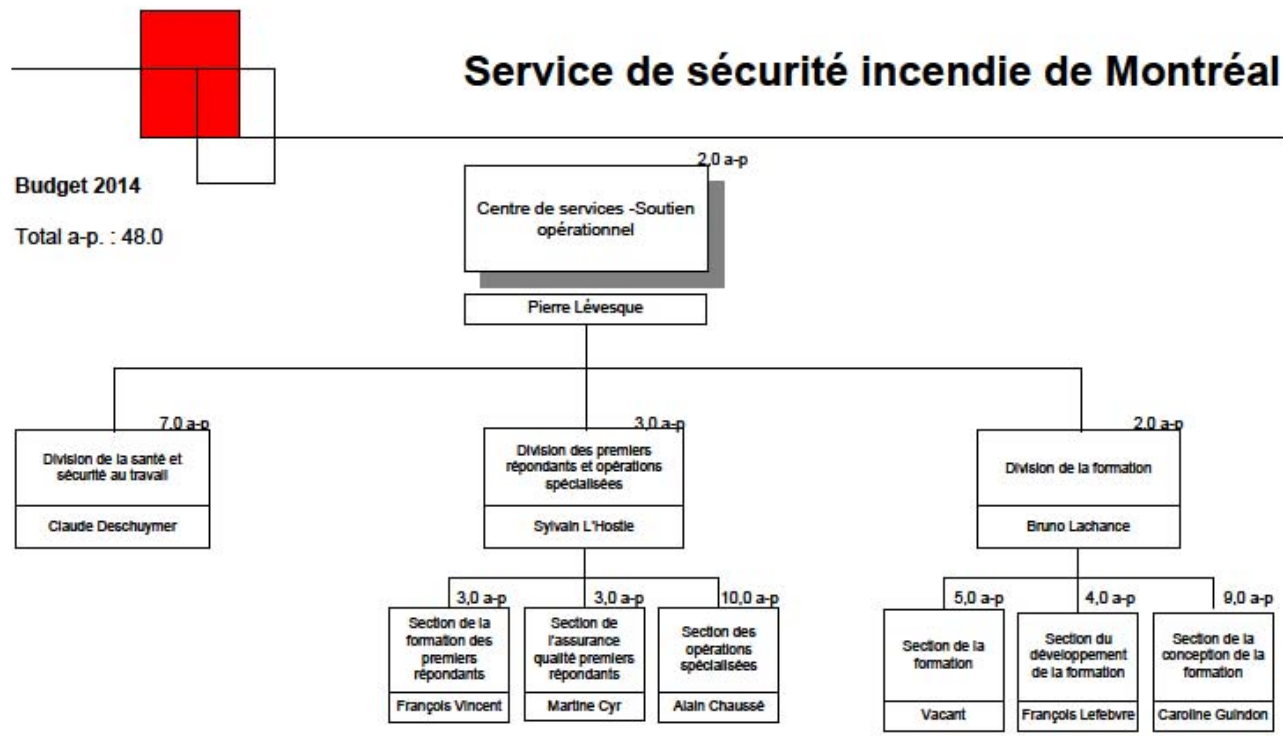 Service de sécurité incendie de Montréal
Budget 2014
Total a-p. : 48.0
2,0 a-p
Centre de services -Soutien
opérationnel
Pierre Lévesque
7,0 a-p
Division de la santé et
sécurité au travail
Claude Deschuymer
3,0 a-p
Division des premiers
répondants et opérations
spécialisées
Sylvain L'Hostie
2,0 a-p
Division de la formation
Bruno Lachance
3,0 a-p
Section de la
formation des
premiers
répondants
François Vincent
3,0 a-p
Section de
l'assurance
qualité premiers
répondants
Martine Cyr
10,0 a-p
Section des
opérations
spécialisées
Alain Chaussé
5,0 a-p
Section de la
formation
Vacant
4,0 a-p
Section du
développement
de la formation
François Lefebvre
9,0 a-p
Section de la
conception de la
formation
Caroline Guindon